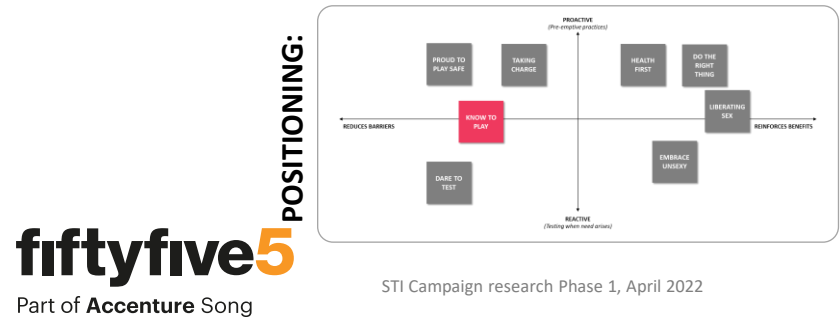 POSITIONING:
PROACTIVE
(Pre-emptive practices)
PROUD TO
PLAY SAFE
TAKING
CHARGE
HEALTH
FIRST
DO THE
RIGHT
THING
LIBERATING
SEX
KNOW TO
PLAY
REDUCES BARRIERS
REINFORCES BENEFITS
EMBRACE
UNSEXY
DARE TO
TEST
REACTIVE
(Testing when need arises)
fiftyfive5
Part of Accenture Song
STI Campaign research Phase 1, April 2022